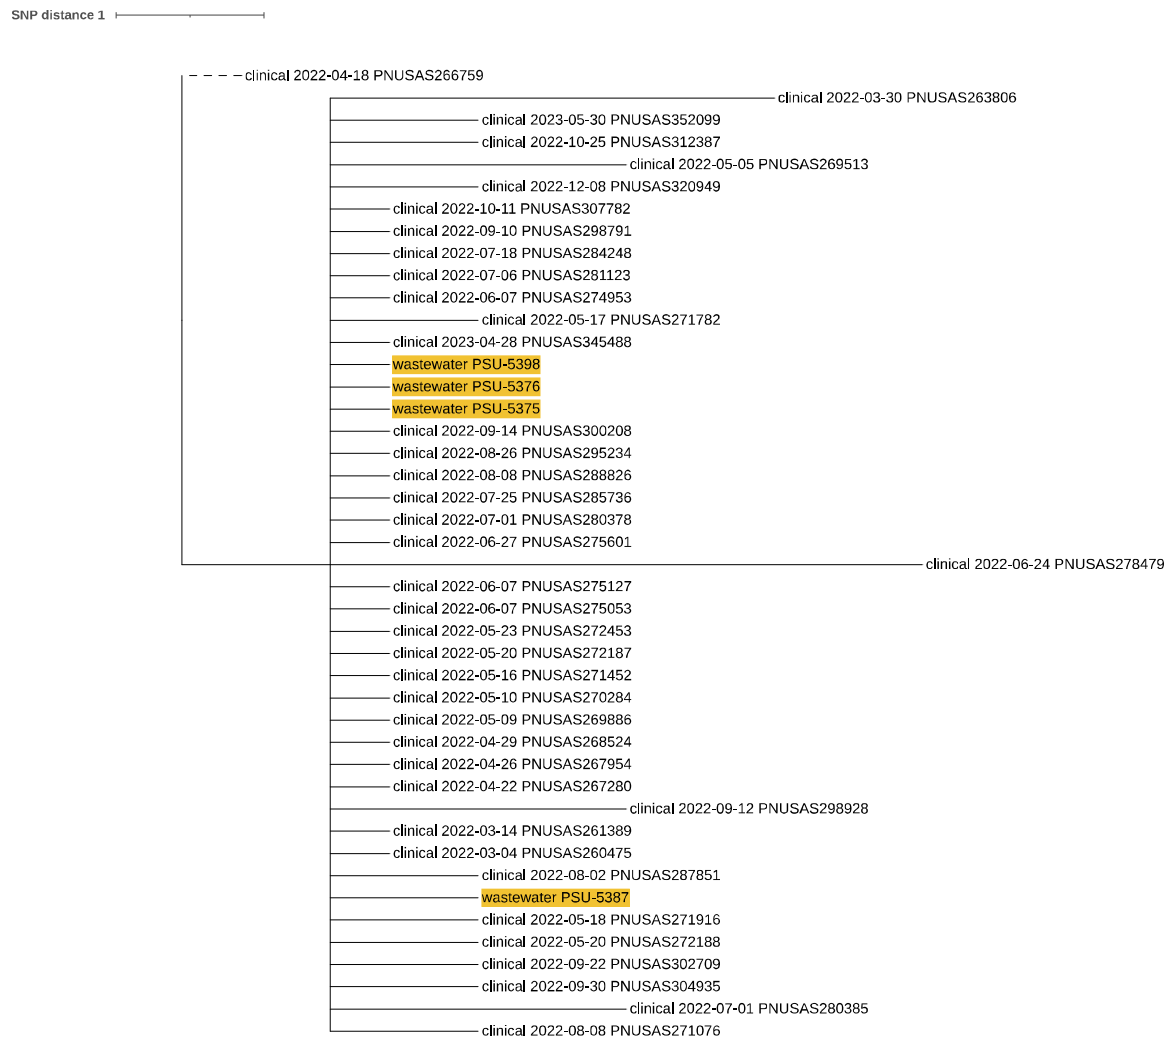 SNP distance 1
clinical 2022-04-18 PNUSAS266759
clinical 2022-03-30 PNUSAS263806
clinical 2023-05-30 PNUSAS352099
clinical 2022-10-25 PNUSAS312387
clinical 2022-05-05 PNUSAS269513
clinical 2022-12-08 PNUSAS320949
clinical 2022-10-11 PNUSAS307782
clinical 2022-09-10 PNUSAS298791
clinical 2022-07-18 PNUSAS284248
clinical 2022-07-06 PNUSAS281123
clinical 2022-06-07 PNUSAS274953
clinical 2022-05-17 PNUSAS271782
clinical 2023-04-28 PNUSAS345488
wastewater PSU-5398
wastewater PSU-5376
wastewater PSU-5375
clinical 2022-09-14 PNUSAS300208
clinical 2022-08-26 PNUSAS295234
clinical 2022-08-08 PNUSAS288826
clinical 2022-07-25 PNUSAS285736
clinical 2022-07-01 PNUSAS280378
clinical 2022-06-27 PNUSAS275601
clinical 2022-06-24 PNUSAS278479
clinical 2022-06-07 PNUSAS275127
clinical 2022-06-07 PNUSAS275053
clinical 2022-05-23 PNUSAS272453
clinical 2022-05-20 PNUSAS272187
clinical 2022-05-16 PNUSAS271452
clinical 2022-05-10 PNUSAS270284
clinical 2022-05-09 PNUSAS269886
clinical 2022-04-29 PNUSAS268524
clinical 2022-04-26 PNUSAS267954
clinical 2022-04-22 PNUSAS267280
clinical 2022-09-12 PNUSAS298928
clinical 2022-03-14 PNUSAS261389
clinical 2022-03-04 PNUSAS260475
clinical 2022-08-02 PNUSAS287851
wastewater PSU-5387
clinical 2022-05-18 PNUSAS271916
clinical 2022-05-20 PNUSAS272188
clinical 2022-09-22 PNUSAS302709
clinical 2022-09-30 PNUSAS304935
clinical 2022-07-01 PNUSAS280385
clinical 2022-08-08 PNUSAS271076